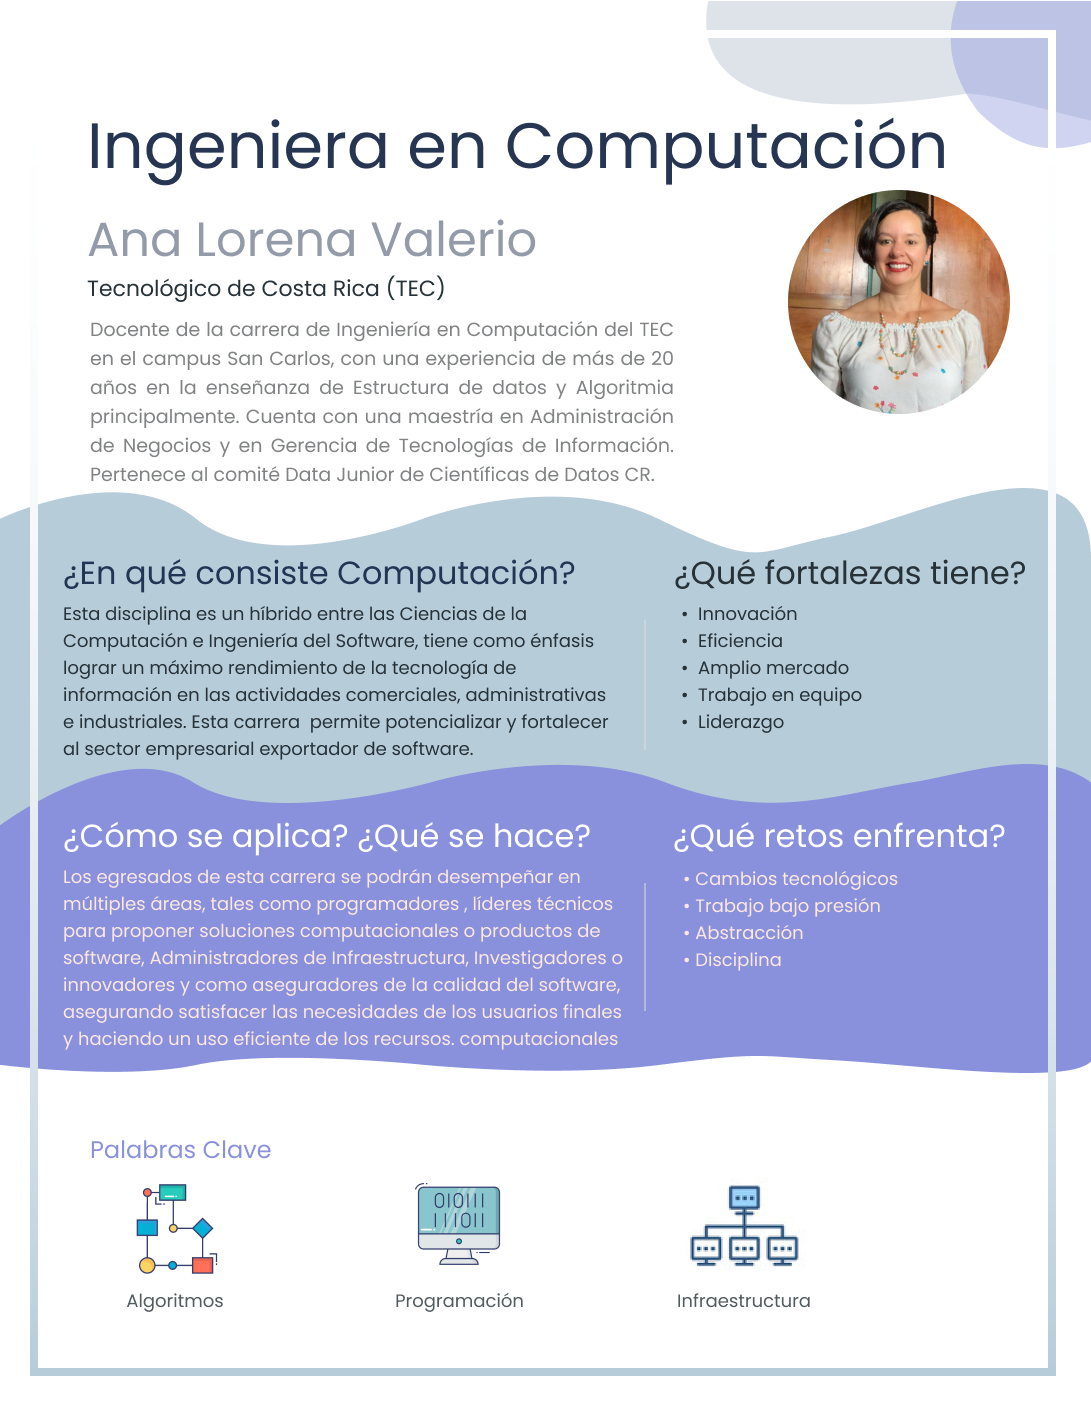 Ingeniera en Computación
Ana Lorena Valerio
Tecnológico de Costa Rica (TEC)
Docente de la carrera de Ingeniería en Computación del TEC
en el campus San Carlos, con una experiencia de más de 20
años en la enseñanza de Estructura de datos y Algoritmia
principalmente. Cuenta con una maestría en Administración
de Negocios y en Gerencia de Tecnologías de Información.
Pertenece al comité Data Junior de Científicas de Datos CR.
¿En qué consiste Computación?
Esta disciplina es un híbrido entre las Ciencias de la
Computación e Ingeniería del Software, tiene como énfasis
lograr un máximo rendimiento de la tecnología de
información en las actividades comerciales, administrativas
e industriales. Esta carrera  permite potencializar y fortalecer
al sector empresarial exportador de software.
¿Qué fortalezas tiene?
• Innovación
• Eficiencia
• Amplio mercado
• Trabajo en equipo
• Liderazgo
¿Cómo se aplica? ¿Qué se hace?
Los egresados de esta carrera se podrán desempeñar en
múltiples áreas, tales como programadores , líderes técnicos
para proponer soluciones computacionales o productos de
software, Administradores de Infraestructura, Investigadores o
innovadores y como aseguradores de la calidad del software,
asegurando satisfacer las necesidades de los usuarios finales
y haciendo un uso eficiente de los recursos. computacionales
¿Qué retos enfrenta?
• Cambios tecnológicos
• Trabajo bajo presión
• Abstracción
• Disciplina
Palabras Clave
010111
111011
Algoritmos
Programación
Infraestructura